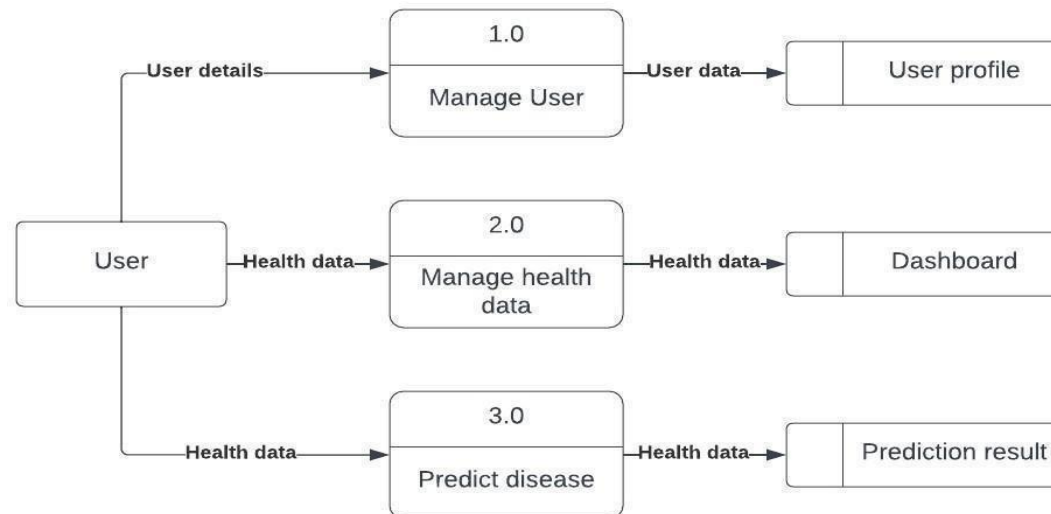 1.0
User details
Manage User
User data
User profile
User
Health data
2.0
Manage health
data
Health data
Dashboard
Health data
3.0
Predict disease
Health data
Prediction result